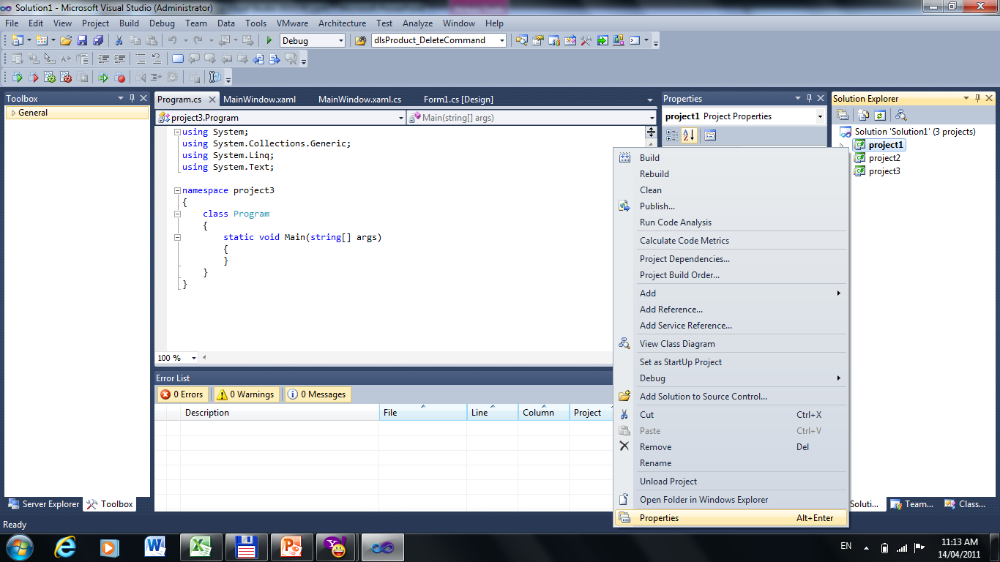 Solution1 - Microsoft Visual Studio (Administrator)
File Edit View Project Build Debug Team Data Tools VMware Architecture Test Analyze Window Help
Debug dlsProduct_DeleteCommand
Toolbox
General
Program.cs MainWindow.xaml MainWindow.xaml.cs Form1.cs [Design]
project3.Program Main(string[] args)
using System;
using System.Collections.Generic;
using System.Linq;
using System.Text;
namespace project3
{
class Program
{
static void Main(string[] args)
{
}
}
}
100 %
Error List
0 Errors 0 Warnings 0 Messages
Description File Line Column Project
Properties
project1 Project Properties
Solution Explorer
Solution 'Solution1' (3 projects)
project1
project2
project3
Build
Rebuild
Clean
Publish...
Run Code Analysis
Calculate Code Metrics
Project Dependencies...
Project Build Order...
Add
Add Reference...
Add Service Reference...
View Class Diagram
Set as StartUp Project
Debug
Add Solution to Source Control...
Cut Ctrl+X
Paste Ctrl+V
Remove Del
Rename
Unload Project
Open Folder in Windows Explorer
Properties Alt+Enter
Server Explorer Toolbox
Soluti... Team... Class...
Ready
EN
11:13 AM
14/04/2011